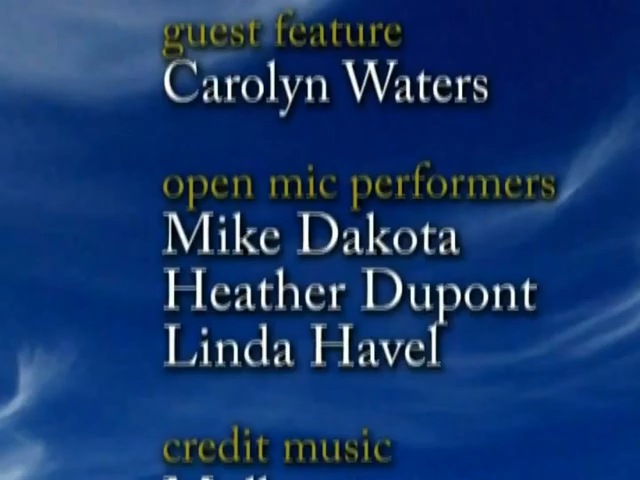 guest feature
Carolyn Waters
open mic performers
Mike Dakota
Heather Dupont
Linda Havel
credit music